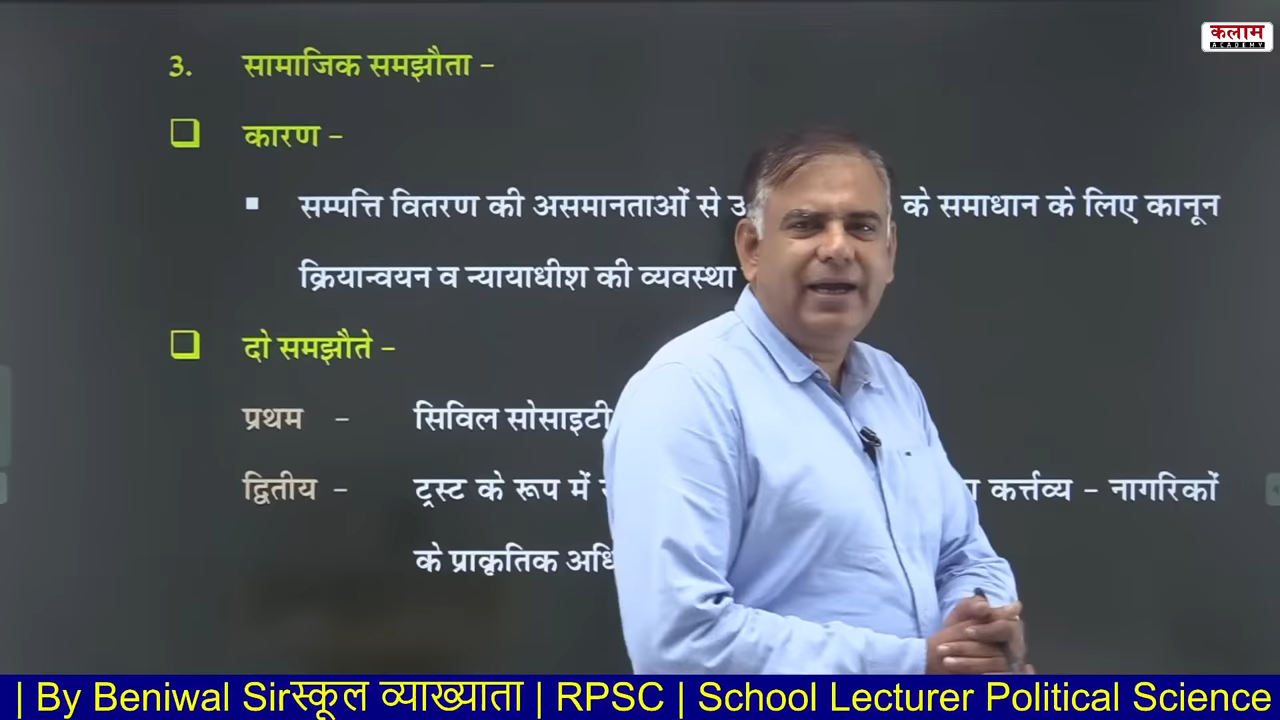 कलाम
ACADEMY
3. सामाजिक समझौता –
कारण –
सम्पत्ति वितरण की असमानताओं से के समाधान के लिए कानून
क्रियान्वयन व न्यायाधीश की व्यवस्था
दो समझौते –
प्रथम – सिविल सोसाइटी
द्वितीय – ट्रस्ट के रूप में कर्त्तव्य – नागरिकों
के प्राकृतिक
| By Beniwal Sirस्कूल व्याख्याता | RPSC | School Lecturer Political Science